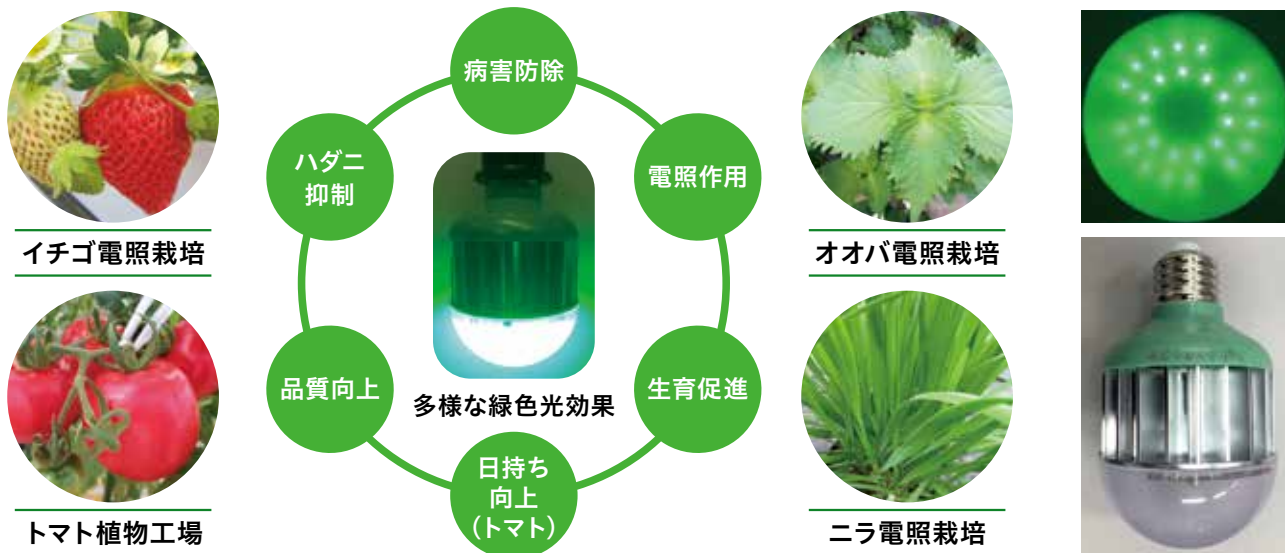 イチゴ電照栽培
トマト植物工場
病害防除
ハダニ
抑制
電照作用
品質向上
多様な緑色光効果
生育促進
日持ち
向上
(トマト)
オオバ電照栽培
ニラ電照栽培